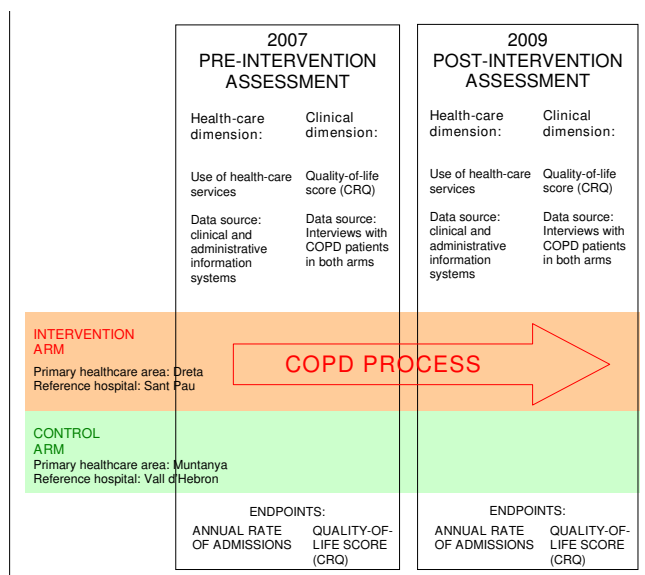 2007
PRE-INTERVENTION
ASSESSMENT
Health-care
dimension:
Use of health-care
services
Data source:
clinical and
administrative
information
systems
Clinical
dimension:
Quality-of-life
score (CRQ)
Data source:
Interviews with
COPD patients
in both arms
2009
POST-INTERVENTION
ASSESSMENT
Health-care
dimension:
Use of health-care
services
Data source:
clinical and
administrative
information
systems
Clinical
dimension:
Quality-of-life
score (CRQ)
Data source:
Interviews with
COPD patients
in both arms
INTERVENTION
ARM
Primary healthcare area: Dreta
Reference hospital: Sant Pau
COPD PROCESS
CONTROL
ARM
Primary healthcare area: Muntanya
Reference hospital: Vall d'Hebron
ENDPOINTS:
ANNUAL RATE
OF ADMISSIONS
QUALITY-OF-
LIFE SCORE
(CRQ)
ENDPOINTS:
ANNUAL RATE
OF ADMISSIONS
QUALITY-OF-
LIFE SCORE
(CRQ)